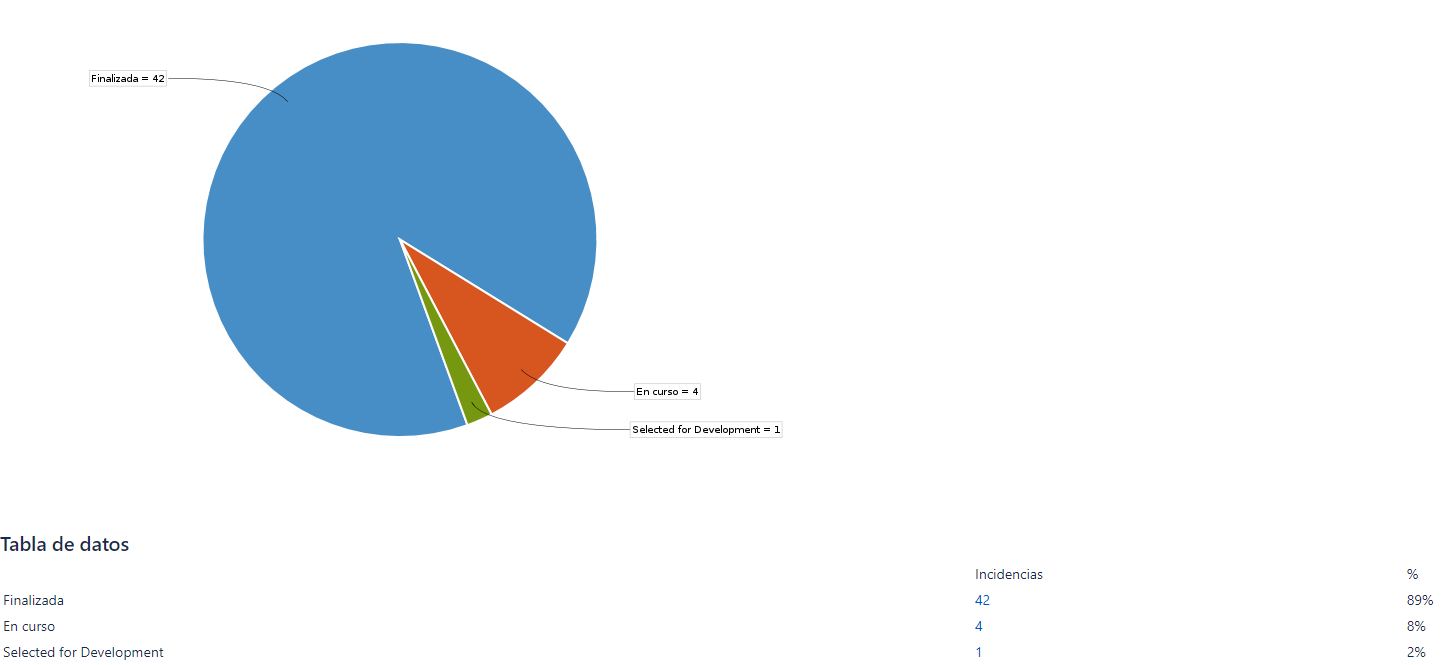 Finalizada = 42
En curso = 4
Selected for Development = 1
Tabla de datos
Incidencias %
Finalizada 42 89%
En curso 4 8%
Selected for Development 1 2%